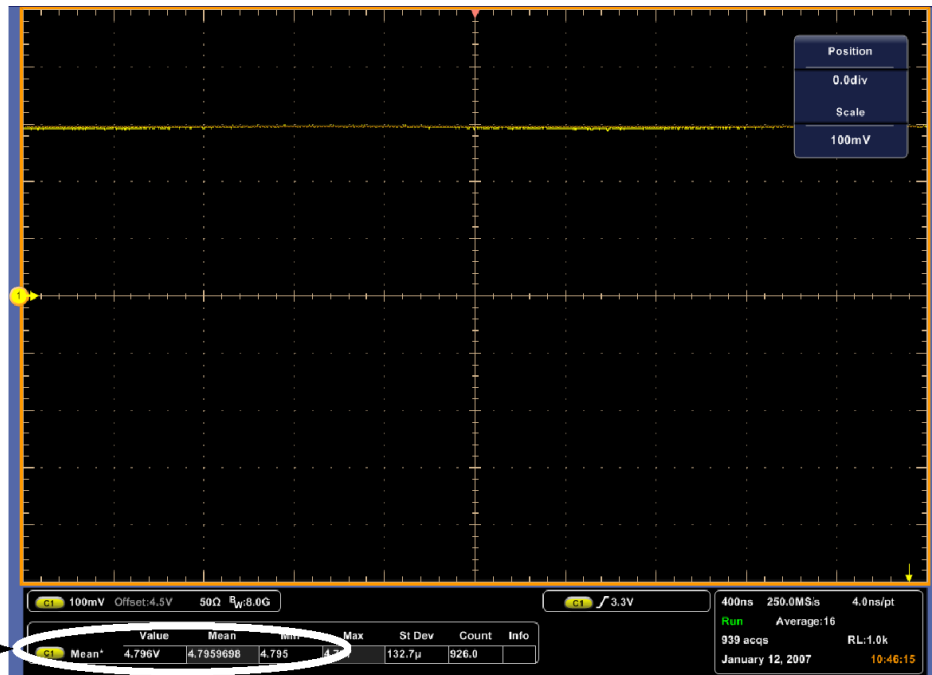 Position
0.0div
Scale
100mV
1
C1 100mV Offset:4.5V 50Ω BW:8.0G
C1 3.3V
400ns 250.0MS/s 4.0ns/pt
Run Average:16
939 acqs RL:1.0k
January 12, 2007 10:46:15
Value Mean Min Max St Dev Count Info
C1 Mean* 4.796V 4.7959698 4.795 132.7µ 926.0